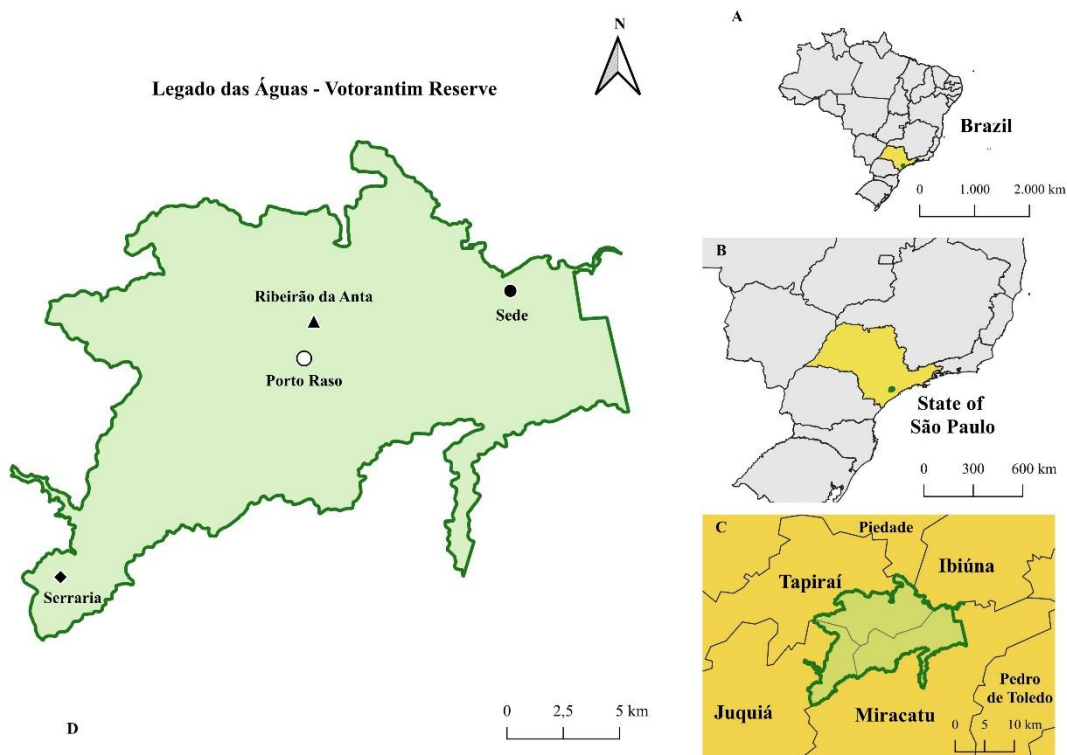 Legado das Águas - Votorantim Reserve
N
Ribeirão da Anta
Sede
Porto Raso
Serraria
D
0 2,5 5 km
A
Brazil
0 1.000 2.000 km
B
State of
São Paulo
0 300 600 km
C
Piedade
Ibiúna
Tapiraí
Pedro
de Toledo
Juquiá
Miracatu
0 5 10 km